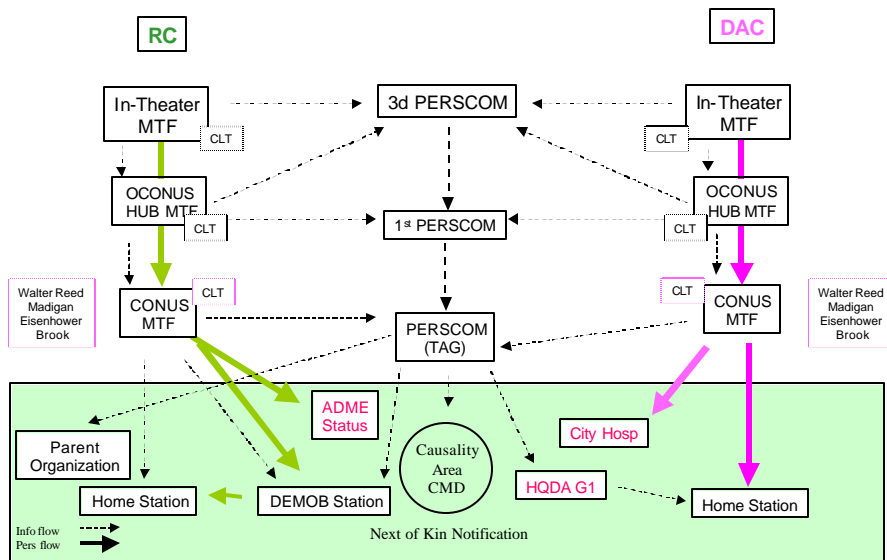 RC
DAC
In-Theater
MTF
CLT
3d PERSCOM
In-Theater
MTF
CLT
OCONUS
HUB MTF
CLT
1st PERSCOM
OCONUS
HUB MTF
CLT
Walter Reed
Madigan
Eisenhower
Brook
CONUS
MTF
CLT
PERSCOM
(TAG)
CLT
CONUS
MTF
Walter Reed
Madigan
Eisenhower
Brook
ADME
Status
City Hosp
Parent
Organization
Causality
Area
CMD
Home Station
DEMOB Station
HQDA G1
Home Station
Info flow
Pers flow
Next of Kin Notification